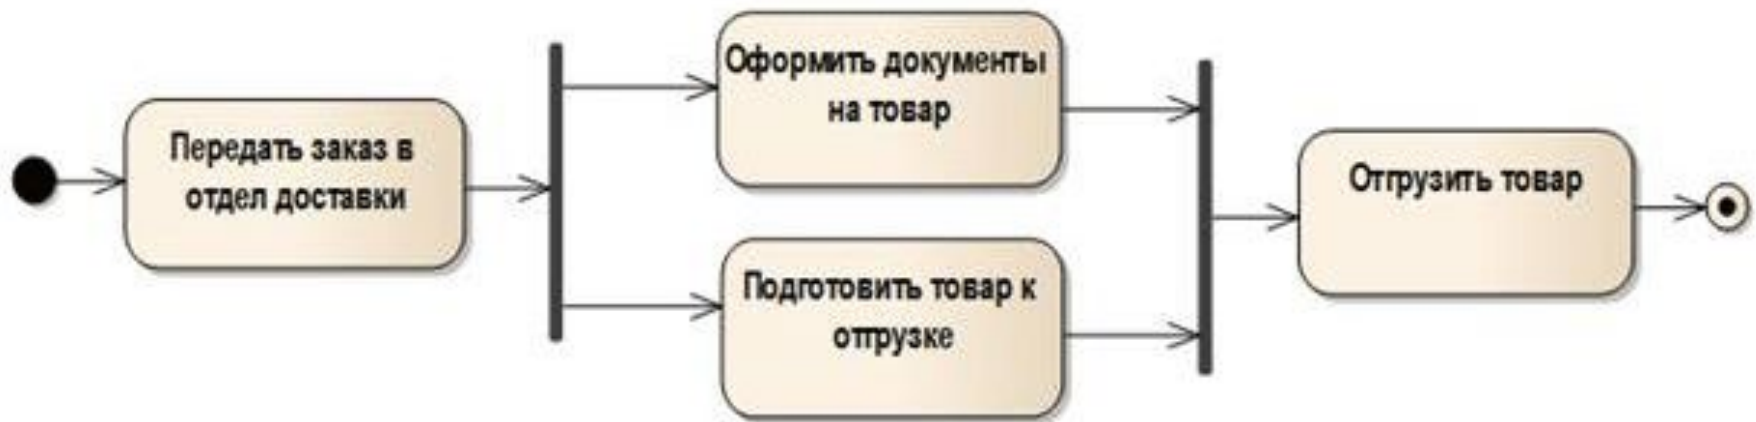 Передать заказ в
отдел доставки
Оформить документы
на товар
Подготовить товар к
отгрузке
Отгрузить товар